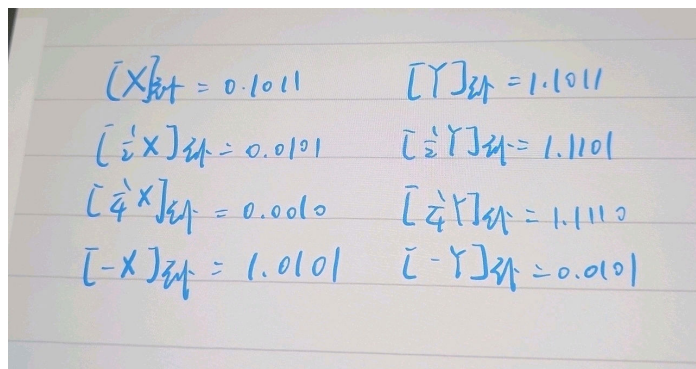 [X]补 = 0.1011 [Y]补 = 1.1011
[½X]补 = 0.0101 [½Y]补 = 1.1101
[¼X]补 = 0.0010 [¼Y]补 = 1.1110
[-X]补 = 1.0101 [-Y]补 = 0.0101